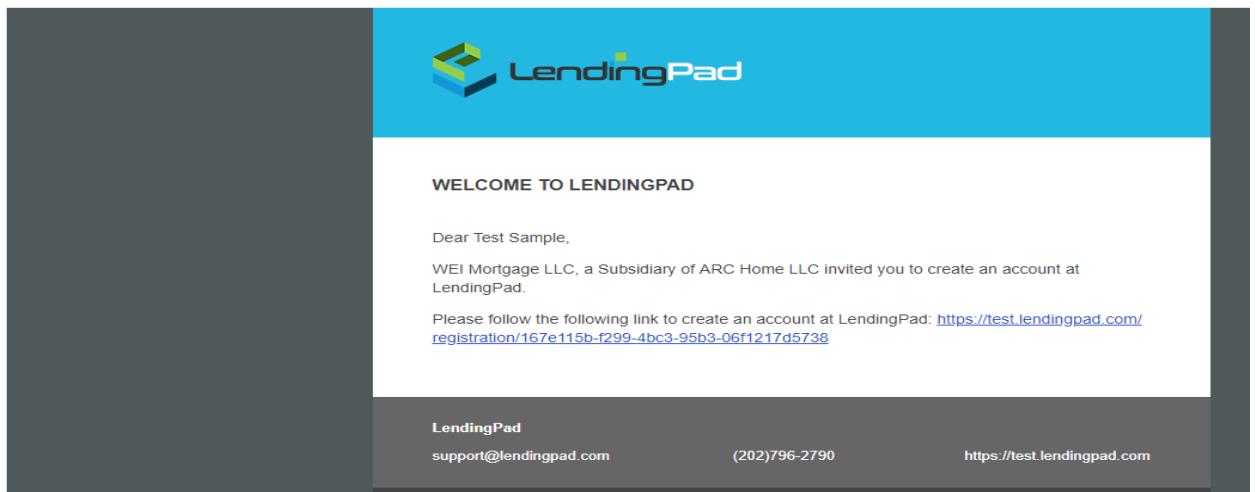 LendingPad
WELCOME TO LENDINGPAD
Dear Test Sample,
WEI Mortgage LLC, a Subsidiary of ARC Home LLC invited you to create an account at
LendingPad.
Please follow the following link to create an account at LendingPad: https://test.lendingpad.com/
registration/167e115b-f299-4bc3-95b3-06f1217d5738
LendingPad
support@lendingpad.com (202)796-2790 https://test.lendingpad.com